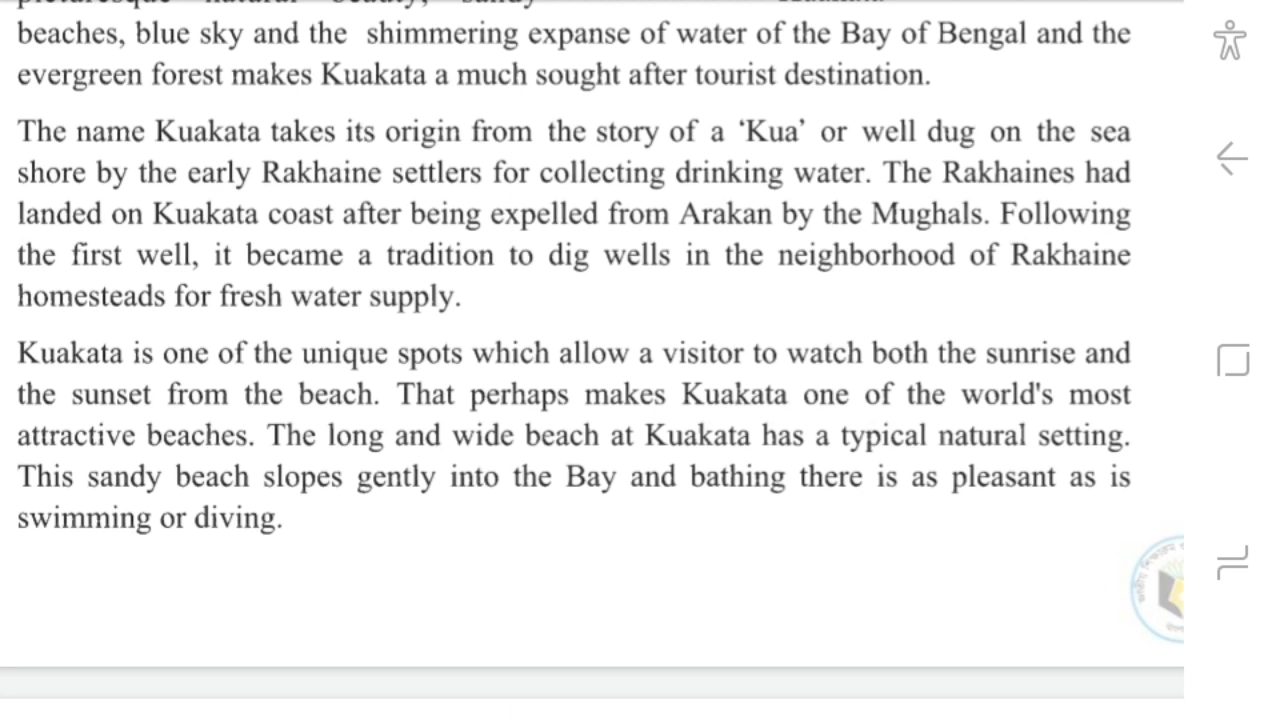 beaches, blue sky and the shimmering expanse of water of the Bay of Bengal and the
evergreen forest makes Kuakata a much sought after tourist destination.
The name Kuakata takes its origin from the story of a ‘Kua’ or well dug on the sea
shore by the early Rakhaine settlers for collecting drinking water. The Rakhaines had
landed on Kuakata coast after being expelled from Arakan by the Mughals. Following
the first well, it became a tradition to dig wells in the neighborhood of Rakhaine
homesteads for fresh water supply.
Kuakata is one of the unique spots which allow a visitor to watch both the sunrise and
the sunset from the beach. That perhaps makes Kuakata one of the world's most
attractive beaches. The long and wide beach at Kuakata has a typical natural setting.
This sandy beach slopes gently into the Bay and bathing there is as pleasant as is
swimming or diving.